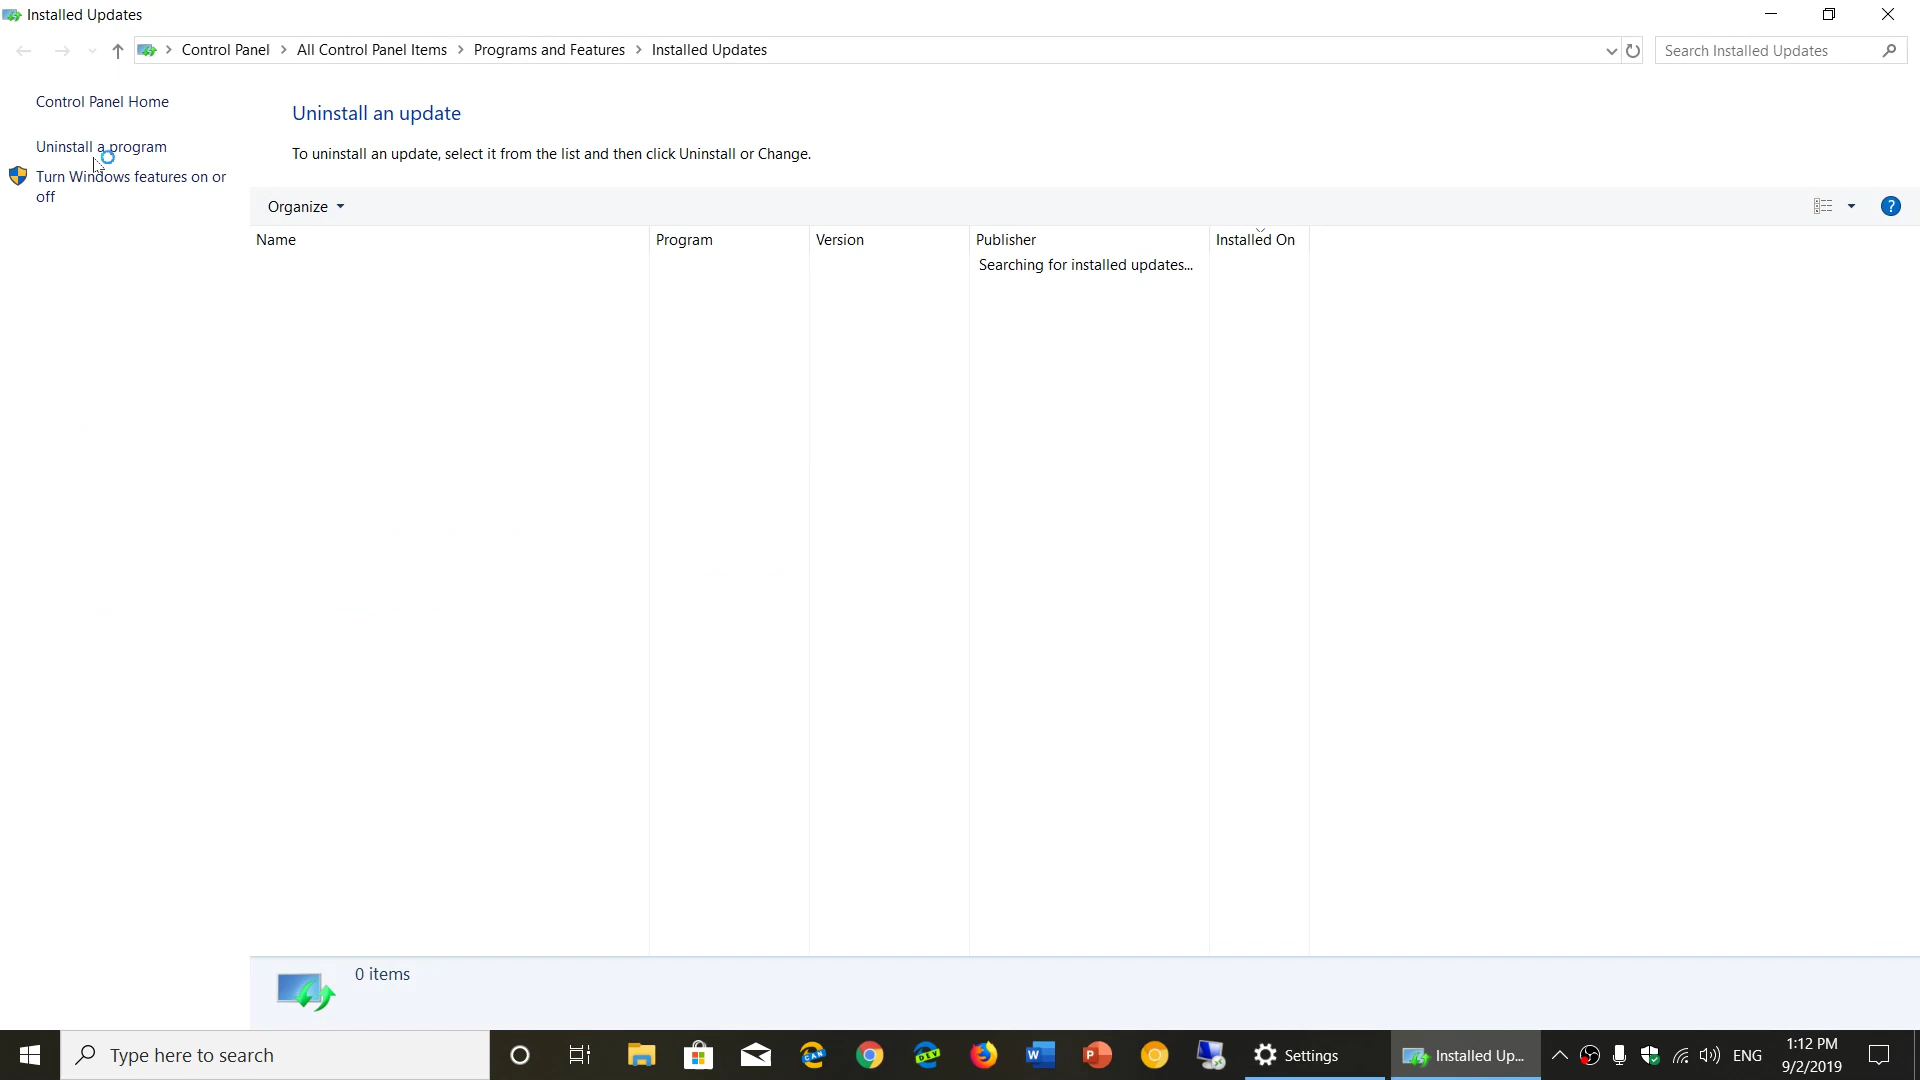 Installed Updates
Control Panel > All Control Panel Items > Programs and Features > Installed Updates
Search Installed Updates
Control Panel Home
Uninstall a program
Turn Windows features on or
off
Uninstall an update
To uninstall an update, select it from the list and then click Uninstall or Change.
Organize
?
Name Program Version Publisher Installed On
Searching for installed updates...
0 items
Type here to search
CAN
DEV
W
P
Settings
Installed Up...
ENG
1:12 PM
9/2/2019